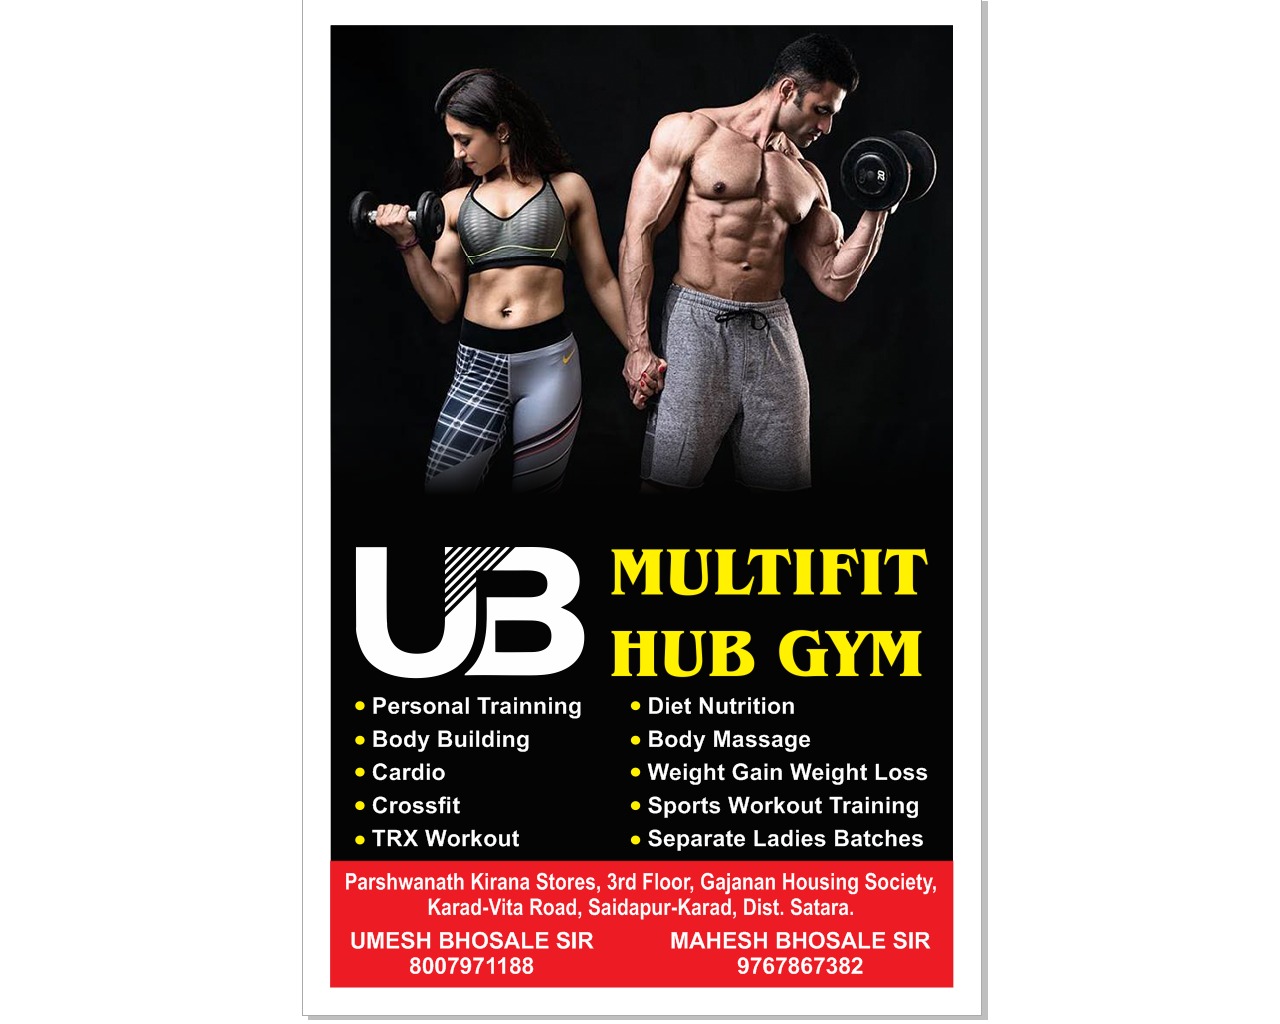 UB
MULTIFIT
HUB GYM
• Personal Trainning
• Body Building
• Cardio
• Crossfit
• TRX Workout
• Diet Nutrition
• Body Massage
• Weight Gain Weight Loss
• Sports Workout Training
• Separate Ladies Batches
Parshwanath Kirana Stores, 3rd Floor, Gajanan Housing Society,
Karad-Vita Road, Saidapur-Karad, Dist. Satara.
UMESH BHOSALE SIR
8007971188
MAHESH BHOSALE SIR
9767867382
20